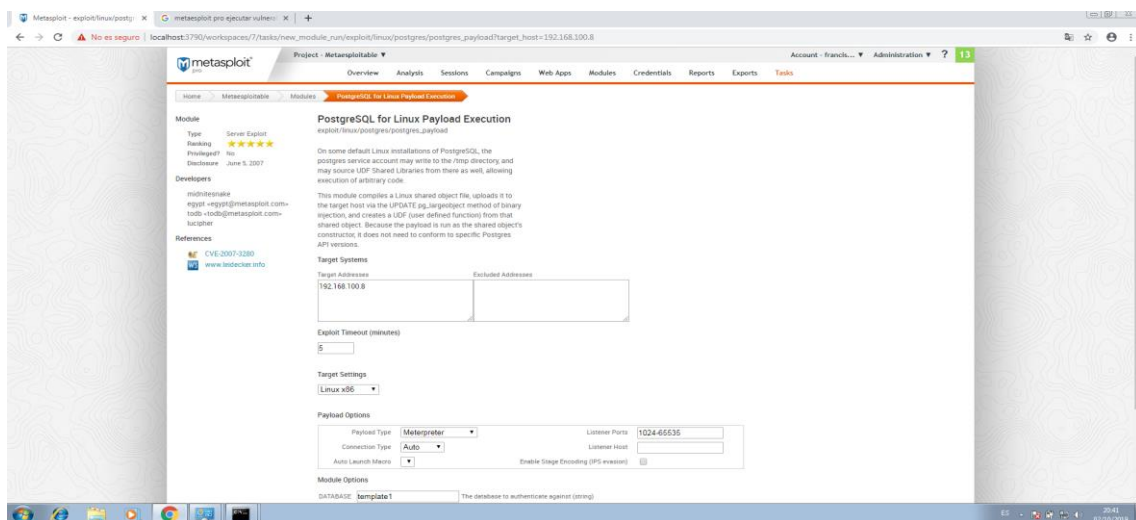 Metasploit - exploit/linux/postg
metaesploit pro ejecutar vulnera
No es seguro | localhost:3790/workspaces/7/tasks/new_module_run/exploit/linux/postgres/postgres_payload?target_host=192.168.100.8
metasploit
pro
Project - Metaesploitable ▼
Account - francis... ▼ Administration ▼ ? 13
Overview Analysis Sessions Campaigns Web Apps Modules Credentials Reports Exports Tasks
Home Metaesploitable Modules PostgreSQL for Linux Payload Execution
Module
Type Server Exploit
Ranking
Privileged? No
Disclosure June 5, 2007
Developers
midnitesnake
egypt <egypt@metasploit.com>
todb <todb@metasploit.com>
lucipher
References
CVE-2007-3280
www.leidecker.info
PostgreSQL for Linux Payload Execution
exploit/linux/postgres/postgres_payload
On some default Linux installations of PostgreSQL, the
postgres service account may write to the /tmp directory, and
may source UDF Shared Libraries from there as well, allowing
execution of arbitrary code.
This module compiles a Linux shared object file, uploads it to
the target host via the UPDATE pg_largeobject method of binary
injection, and creates a UDF (user defined function) from that
shared object. Because the payload is run as the shared object's
constructor, it does not need to conform to specific Postgres
API versions.
Target Systems
Target Addresses Excluded Addresses
192.168.100.8
Exploit Timeout (minutes)
5
Target Settings
Linux x86
Payload Options
Payload Type Meterpreter Listener Ports 1024-65535
Connection Type Auto Listener Host
Auto Launch Macro Enable Stage Encoding (IPS evasion)
Module Options
DATABASE template1 The database to authenticate against (string)
ES 20:41
02/10/2019